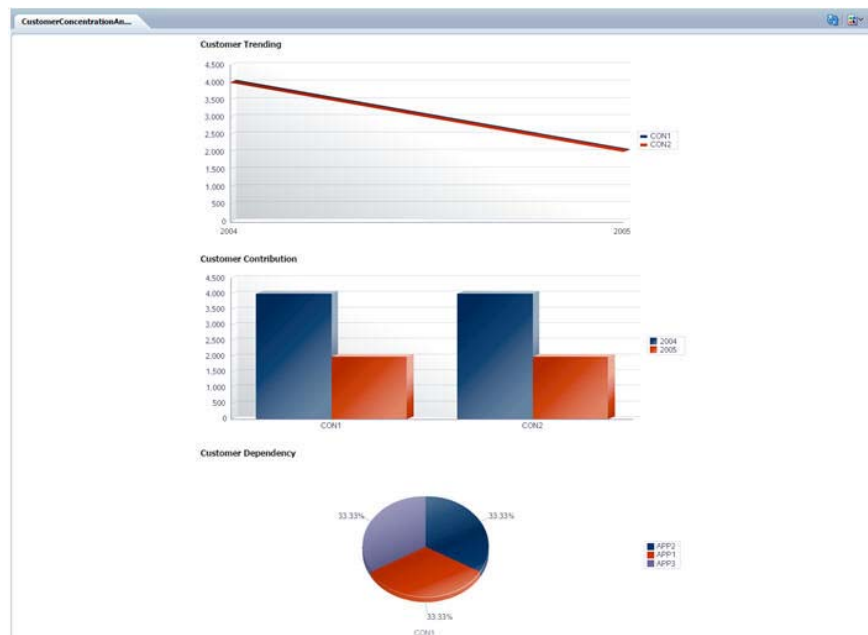 CustomerConcentrationAn...
Customer Trending
4,500
4,000
3,500
3,000
2,500
2,000
1,500
1,000
500
0
2004 2005
CON1
CON2
Customer Contribution
4,500
4,000
3,500
3,000
2,500
2,000
1,500
1,000
500
0
CON1 CON2
2004
2005
Customer Dependency
33.33% 33.33%
33.33%
CON1
APP2
APP1
APP3